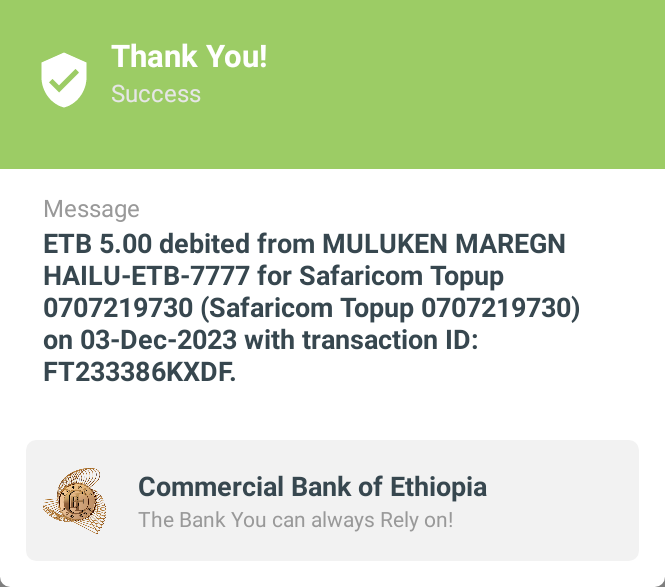 Thank You!
Success
Message
ETB 5.00 debited from MULUKEN MAREGN
HAILU-ETB-7777 for Safaricom Topup
0707219730 (Safaricom Topup 0707219730)
on 03-Dec-2023 with transaction ID:
FT233386KXDF.
Commercial Bank of Ethiopia
The Bank You can always Rely on!